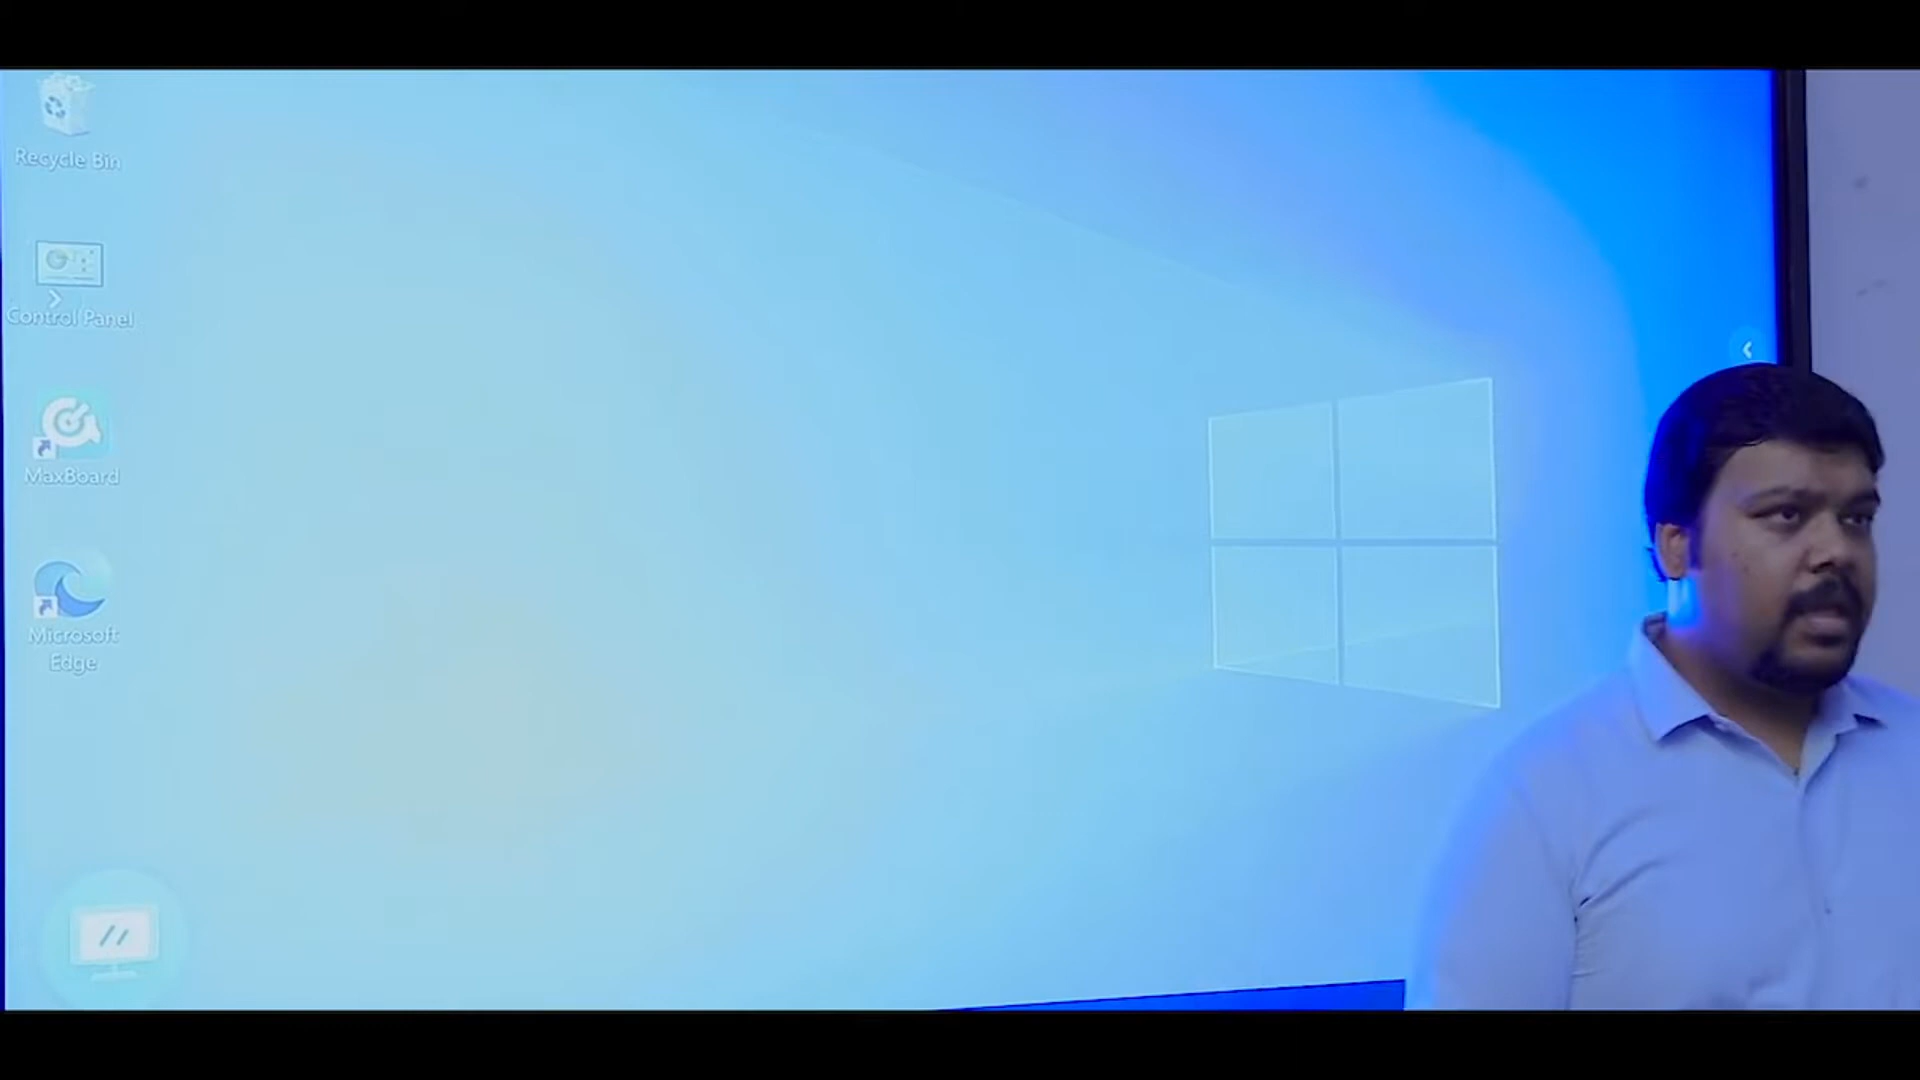 Recycle Bin
Control Panel
MaxBoard
Microsoft
Edge